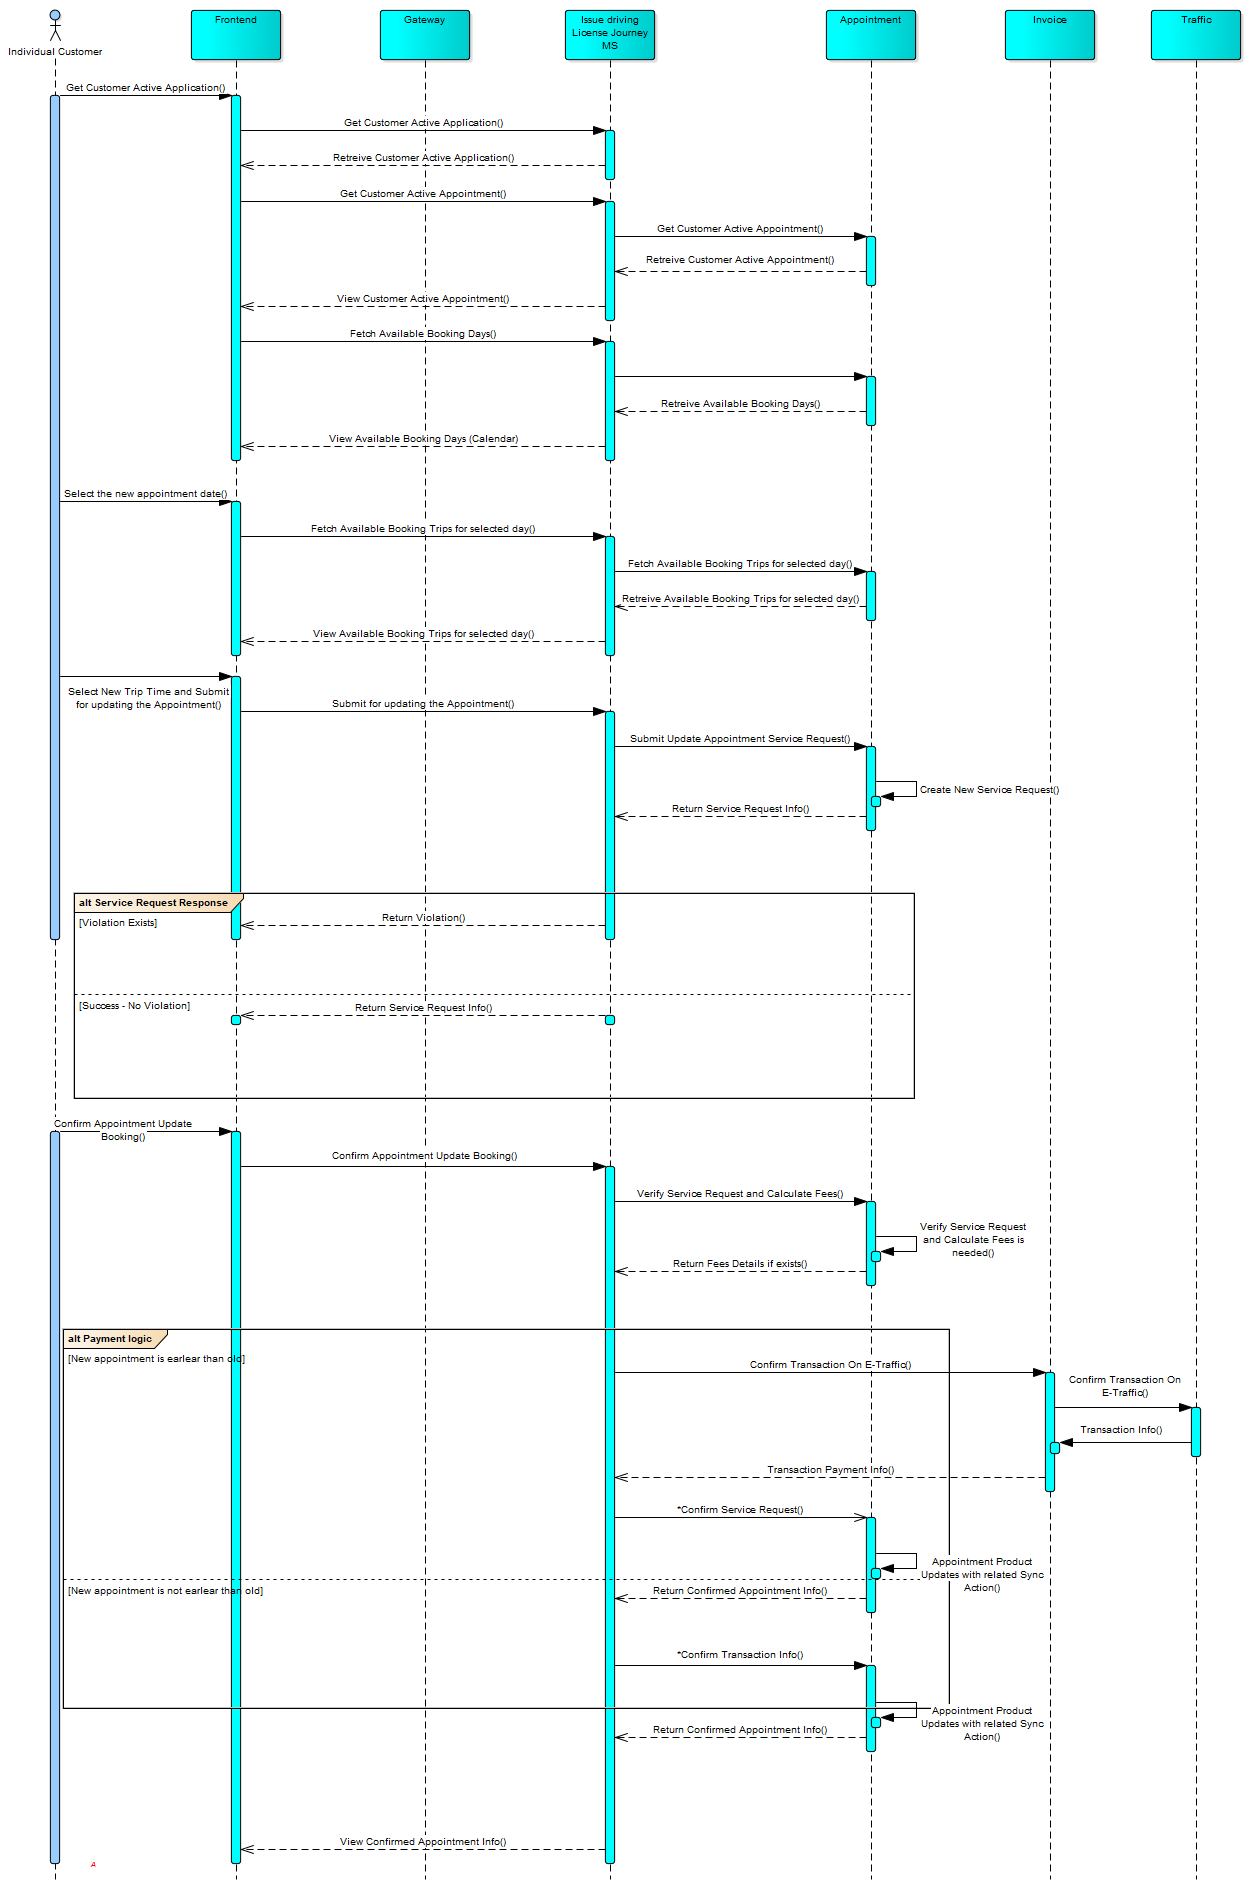 Individual Customer
Frontend
Gateway
Issue driving
License Journey
MS
Appointment
Invoice
Traffic
Get Customer Active Application()
Get Customer Active Application()
Retreive Customer Active Application()
Get Customer Active Appointment()
Get Customer Active Appointment()
Retreive Customer Active Appointment()
View Customer Active Appointment()
Fetch Available Booking Days()
Retreive Available Booking Days()
View Available Booking Days (Calendar)
Select the new appointment date()
Fetch Available Booking Trips for selected day()
Fetch Available Booking Trips for selected day()
Retreive Available Booking Trips for selected day()
View Available Booking Trips for selected day()
Select New Trip Time and Submit
for updating the Appointment()
Submit for updating the Appointment()
Submit Update Appointment Service Request()
Create New Service Request()
Return Service Request Info()
alt Service Request Response
[Violation Exists]
Return Violation()
[Success - No Violation]
Return Service Request Info()
Confirm Appointment Update
Booking()
Confirm Appointment Update Booking()
Verify Service Request and Calculate Fees()
Verify Service Request
and Calculate Fees is
needed()
Return Fees Details if exists()
alt Payment logic
[New appointment is earlear than old]
Confirm Transaction On E-Traffic()
Confirm Transaction On
E-Traffic()
Transaction Info()
Transaction Payment Info()
*Confirm Service Request()
Appointment Product
Updates with related Sync
Action()
[New appointment is not earlear than old]
Return Confirmed Appointment Info()
*Confirm Transaction Info()
Appointment Product
Updates with related Sync
Action()
Return Confirmed Appointment Info()
View Confirmed Appointment Info()
A